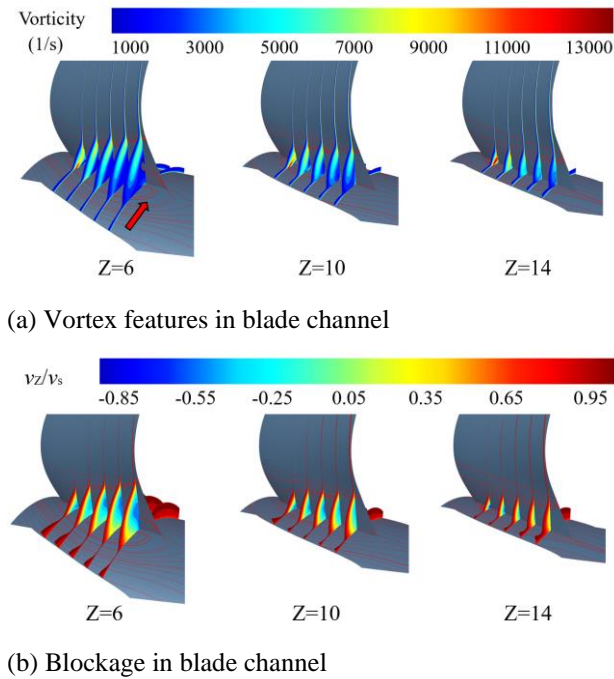 Vorticity
(1/s)
1000 3000 5000 7000 9000 11000 13000
Z=6 Z=10 Z=14
(a) Vortex features in blade channel
vZ/vs
-0.85 -0.55 -0.25 0.05 0.35 0.65 0.95
Z=6 Z=10 Z=14
(b) Blockage in blade channel